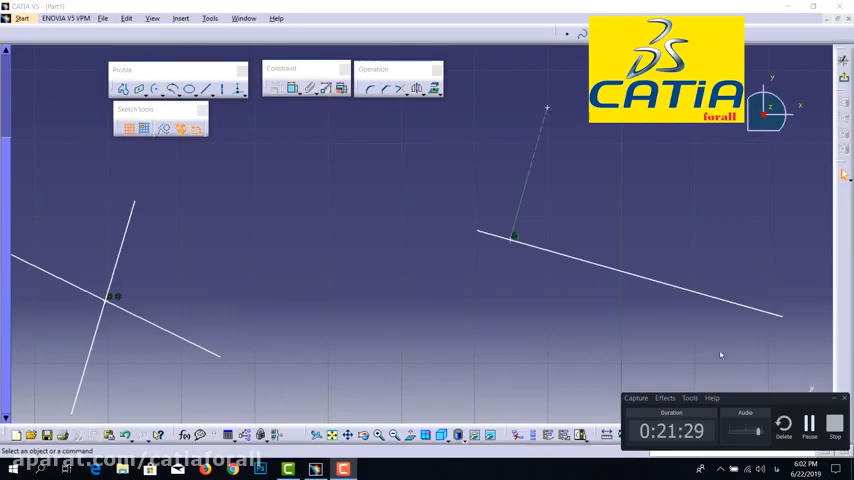 CATIA V5 - [Part1]
Start ENOVIA V5 VPM File Edit View Insert Tools Window Help
Profile
Constraint
Operation
Sketch tools
CATIA
forall
y
z
x
Capture Effects Tools Help
Duration
Audio
0:21:29
Delete Pause Stop
Select an object or a command
aparat.com/catiaforall
6:02 PM
6/22/2019